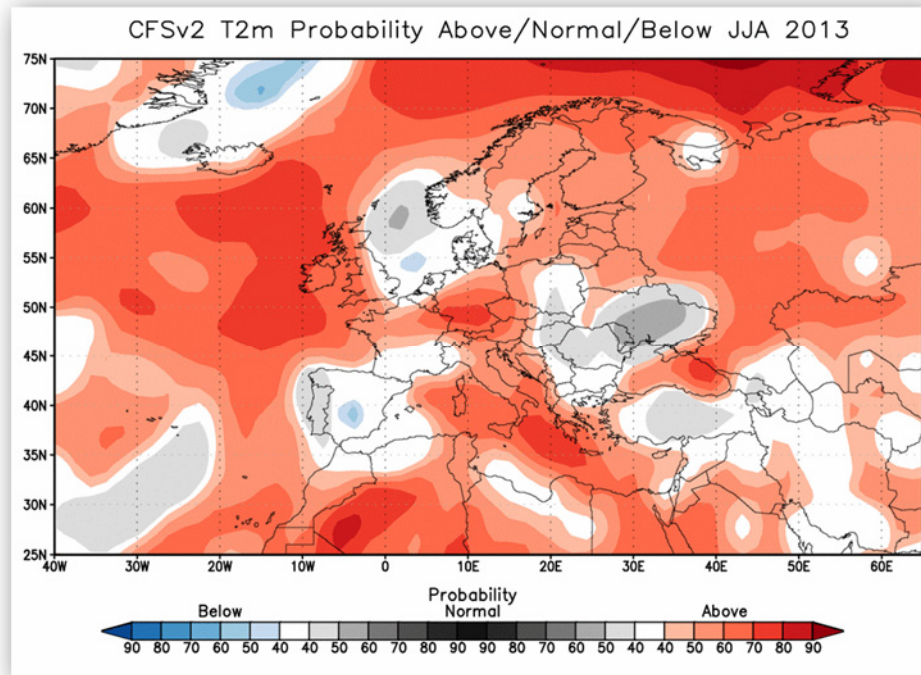 CFSv2 T2m Probability Above/Normal/Below JJA 2013
75N
70N
65N
60N
55N
50N
45N
40N
35N
30N
25N
40W 30W 20W 10W 0 10E 20E 30E 40E 50E 60E
Probability
Below Normal Above
90 80 70 60 50 40 40 50 60 70 80 90 90 80 70 60 50 40 40 50 60 70 80 90